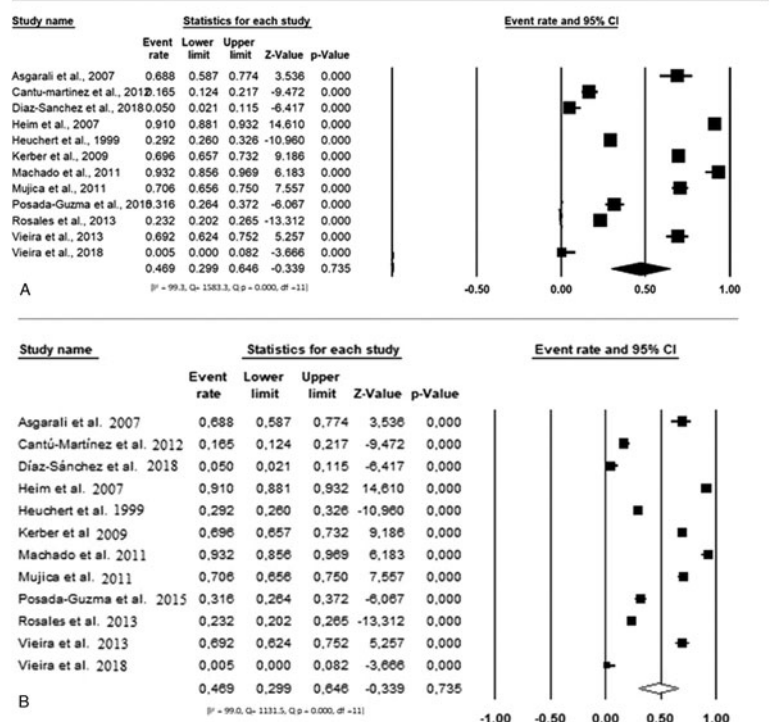 Study name Statistics for each study Event rate and 95% CI
Event Lower Upper
rate limit limit Z-Value p-Value
Asgarali et al., 2007 0.688 0.587 0.774 3.536 0.000
Cantu-martinez et al., 2012 0.165 0.124 0.217 -9.472 0.000
Diaz-Sanchez et al., 2018 0.050 0.021 0.115 -6.417 0.000
Heim et al., 2007 0.910 0.881 0.932 14.610 0.000
Heuchert et al., 1999 0.292 0.260 0.326 -10.960 0.000
Kerber et al., 2009 0.696 0.657 0.732 9.186 0.000
Machado et al., 2011 0.932 0.856 0.969 6.183 0.000
Mujica et al., 2011 0.706 0.656 0.750 7.557 0.000
Posada-Guzma et al., 2015 0.316 0.264 0.372 -6.067 0.000
Rosales et al., 2013 0.232 0.202 0.265 -13.312 0.000
Vieira et al., 2013 0.692 0.624 0.752 5.257 0.000
Vieira et al., 2018 0.005 0.000 0.082 -3.666 0.000
0.469 0.299 0.646 -0.339 0.735
-0.50 0.00 0.50 1.00
A
[I² = 99.3, Q= 1583.3, Q p = 0.000, df =11]
Study name Statistics for each study Event rate and 95% CI
Event Lower Upper
rate limit limit Z-Value p-Value
Asgarali et al. 2007 0,688 0,587 0,774 3,536 0,000
Cantú-Martínez et al. 2012 0,165 0,124 0,217 -9,472 0,000
Díaz-Sánchez et al. 2018 0,050 0,021 0,115 -6,417 0,000
Heim et al. 2007 0,910 0,881 0,932 14,610 0,000
Heuchert et al. 1999 0,292 0,260 0,326 -10,960 0,000
Kerber et al 2009 0,696 0,657 0,732 9,186 0,000
Machado et al. 2011 0,932 0,856 0,969 6,183 0,000
Mujica et al. 2011 0,706 0,656 0,750 7,557 0,000
Posada-Guzma et al. 2015 0,316 0,264 0,372 -6,067 0,000
Rosales et al. 2013 0,232 0,202 0,265 -13,312 0,000
Vieira et al. 2013 0,692 0,624 0,752 5,257 0,000
Vieira et al. 2018 0,005 0,000 0,082 -3,666 0,000
0,469 0,299 0,646 -0,339 0,735
B
[I² = 99.0, Q= 1131.5, Q p = 0.000, df =11]
-1.00 -0.50 0.00 0.50 1.00